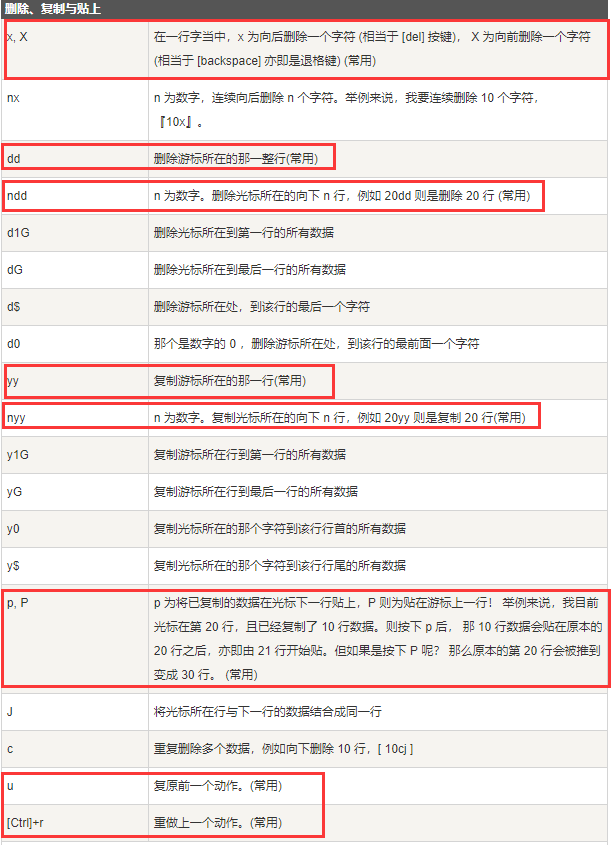 删除、复制与贴上
x, X
在一行字当中，x 为向后删除一个字符 (相当于 [del] 按键)， X 为向前删除一个字符
(相当于 [backspace] 亦即是退格键) (常用)
nx
n 为数字，连续向后删除 n 个字符。举例来说，我要连续删除 10 个字符，
『10x』。
dd
删除游标所在的那一整行(常用)
ndd
n 为数字。删除光标所在的向下 n 行，例如 20dd 则是删除 20 行 (常用)
d1G
删除光标所在到第一行的所有数据
dG
删除光标所在到最后一行的所有数据
d$
删除游标所在处，到该行的最后一个字符
d0
那个是数字的 0 ，删除游标所在处，到该行的最前面一个字符
yy
复制游标所在的那一行(常用)
nyy
n 为数字。复制光标所在的向下 n 行，例如 20yy 则是复制 20 行(常用)
y1G
复制游标所在行到第一行的所有数据
yG
复制游标所在行到最后一行的所有数据
y0
复制光标所在的那个字符到该行行首的所有数据
y$
复制光标所在的那个字符到该行行尾的所有数据
p, P
p 为将已复制的数据在光标下一行贴上，P 则为贴在游标上一行！ 举例来说，我目前
光标在第 20 行，且已经复制了 10 行数据。则按下 p 后， 那 10 行数据会贴在原本的
20 行之后，亦即由 21 行开始贴。但如果是按下 P 呢？ 那么原本的第 20 行会被推到
变成 30 行。 (常用)
J
将光标所在行与下一行的数据结合成同一行
c
重复删除多个数据，例如向下删除 10 行，[ 10cj ]
u
复原前一个动作。(常用)
[Ctrl]+r
重做上一个动作。(常用)